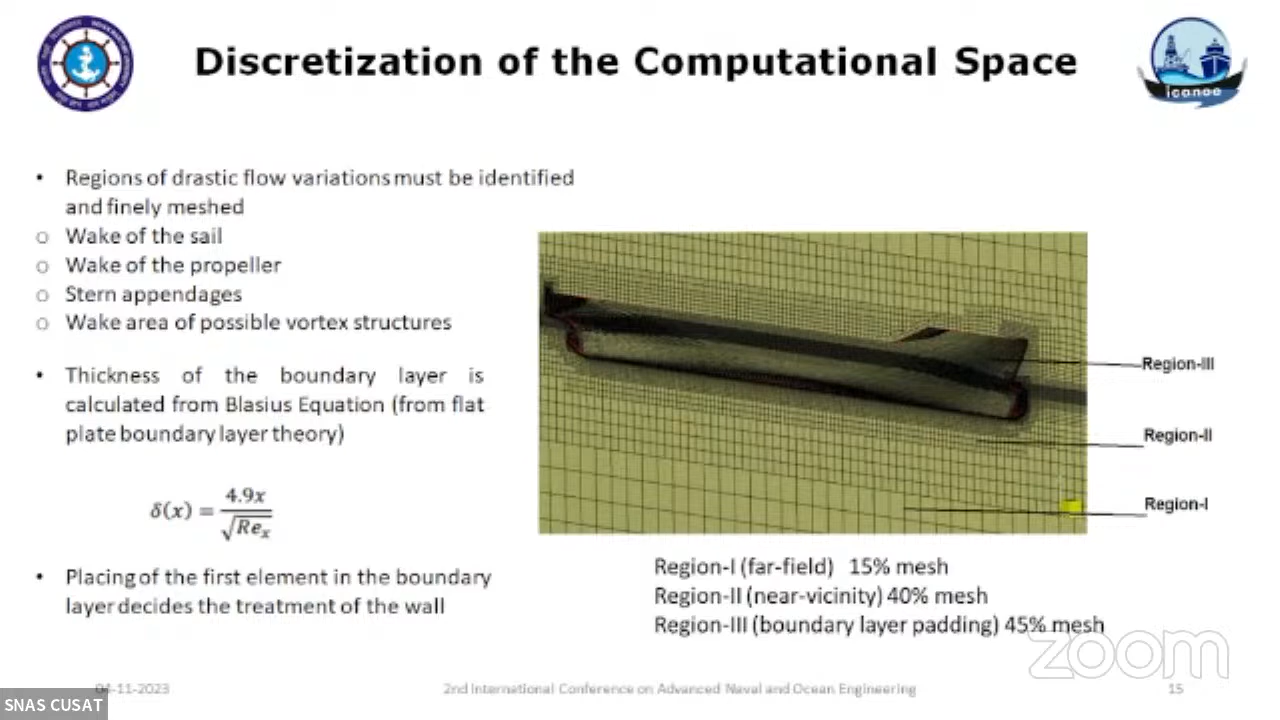 Discretization of the Computational Space
iconoe
• Regions of drastic flow variations must be identified
and finely meshed
o Wake of the sail
o Wake of the propeller
o Stern appendages
o Wake area of possible vortex structures
• Thickness of the boundary layer is
calculated from Blasius Equation (from flat
plate boundary layer theory)
δ(x) = 4.9x / √Reₓ
• Placing of the first element in the boundary
layer decides the treatment of the wall
Region-III
Region-II
Region-I
Region-I (far-field) 15% mesh
Region-II (near-vicinity) 40% mesh
Region-III (boundary layer padding) 45% mesh
zoom
04-11-2023
2nd International Conference on Advanced Naval and Ocean Engineering
15
SNAS CUSAT